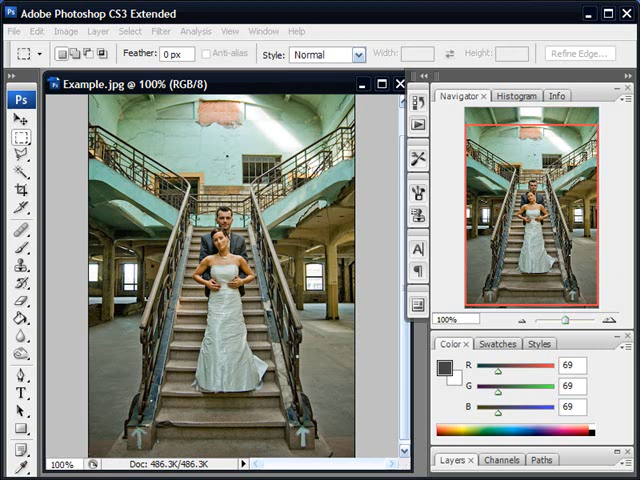 Ps Adobe Photoshop CS3 Extended
File Edit Image Layer Select Filter Analysis View Window Help
Feather: 0 px Anti-alias Style: Normal Width: Height: Refine Edge...
Ps Example.jpg @ 100% (RGB/8)
Ps
T
A
Navigator x Histogram Info
100%
Color x Swatches Styles
R 69
G 69
B 69
100% Doc: 486.3K/486.3K
Layers x Channels Paths